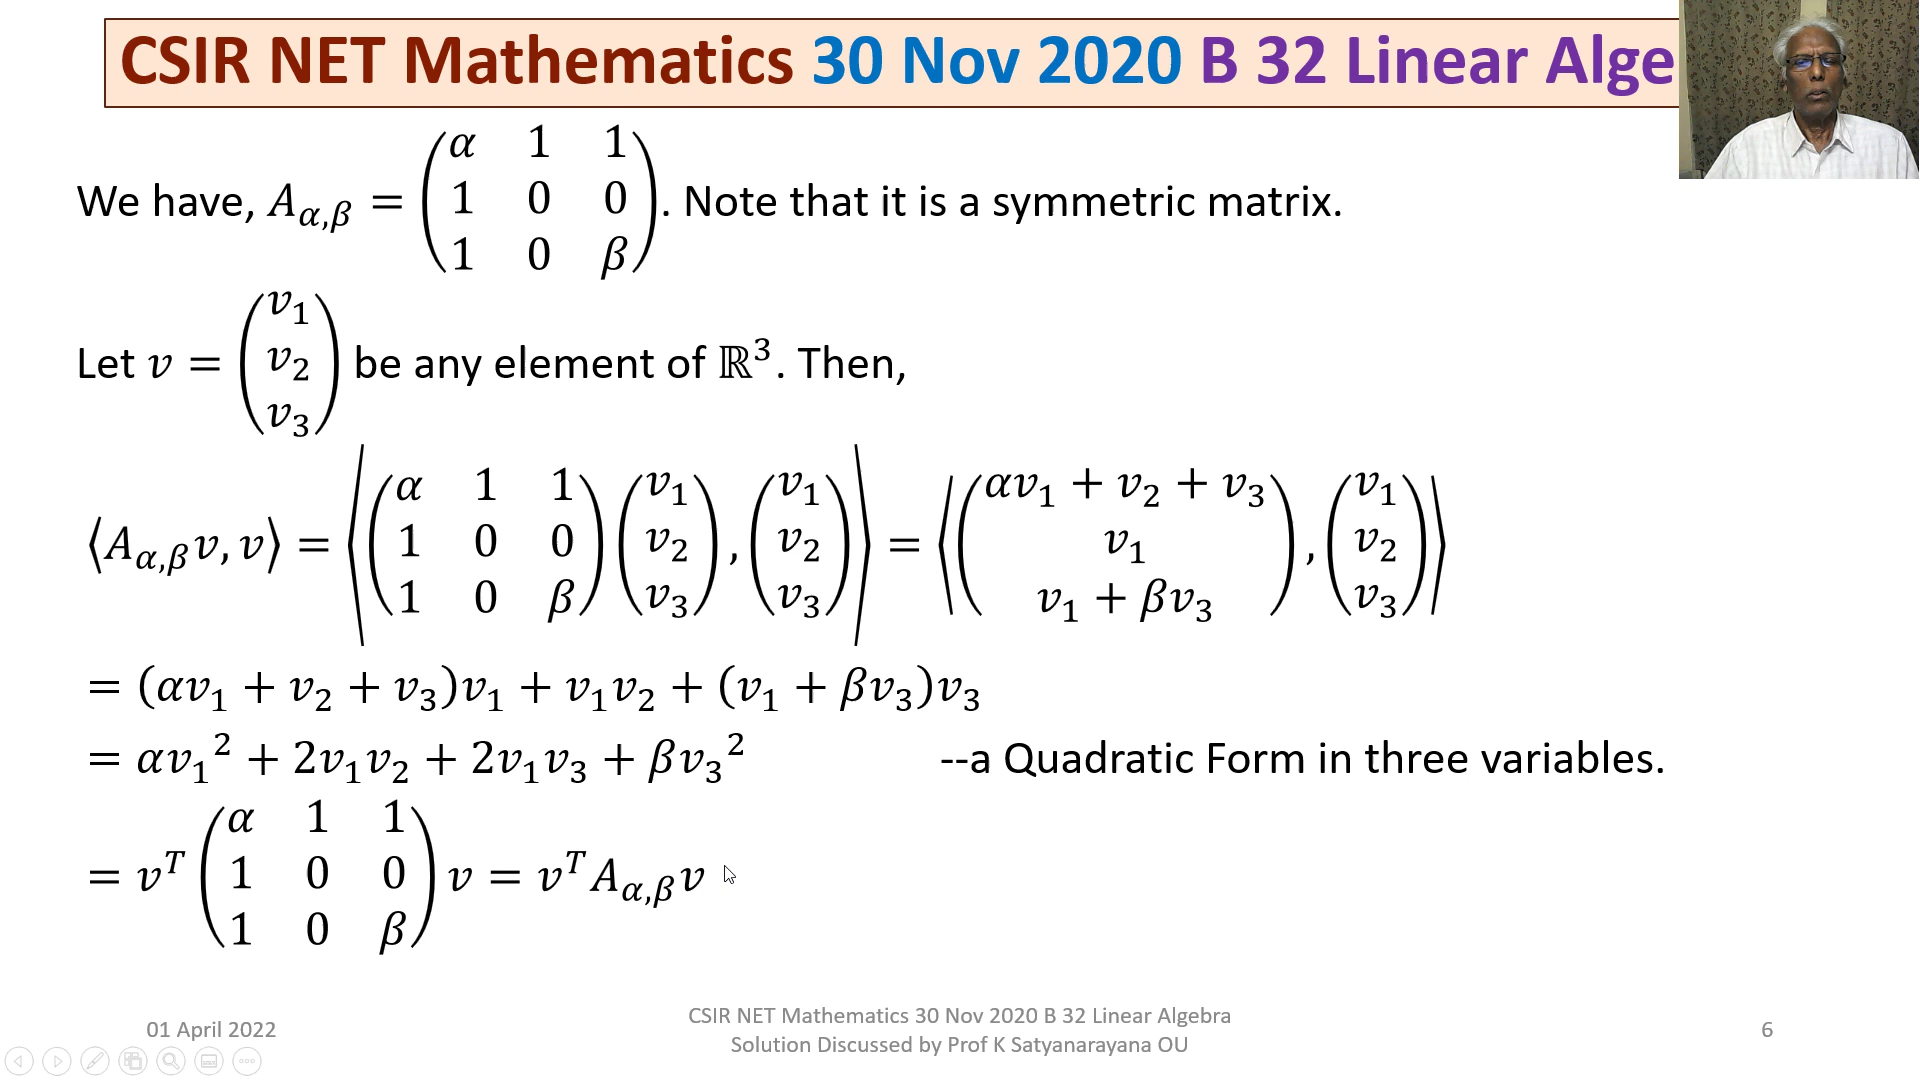 CSIR NET Mathematics 30 Nov 2020 B 32 Linear Alge
We have, A_{α,β} = (α 1 1; 1 0 0; 1 0 β). Note that it is a symmetric matrix.
Let v = (v₁; v₂; v₃) be any element of ℝ³. Then,
⟨A_{α,β}v, v⟩ = ⟨(α 1 1; 1 0 0; 1 0 β)(v₁; v₂; v₃), (v₁; v₂; v₃)⟩ = ⟨(αv₁ + v₂ + v₃; v₁; v₁ + βv₃), (v₁; v₂; v₃)⟩
= (αv₁ + v₂ + v₃)v₁ + v₁v₂ + (v₁ + βv₃)v₃
= αv₁² + 2v₁v₂ + 2v₁v₃ + βv₃² --a Quadratic Form in three variables.
= vᵀ(α 1 1; 1 0 0; 1 0 β)v = vᵀA_{α,β}v
01 April 2022
CSIR NET Mathematics 30 Nov 2020 B 32 Linear Algebra
Solution Discussed by Prof K Satyanarayana OU
6